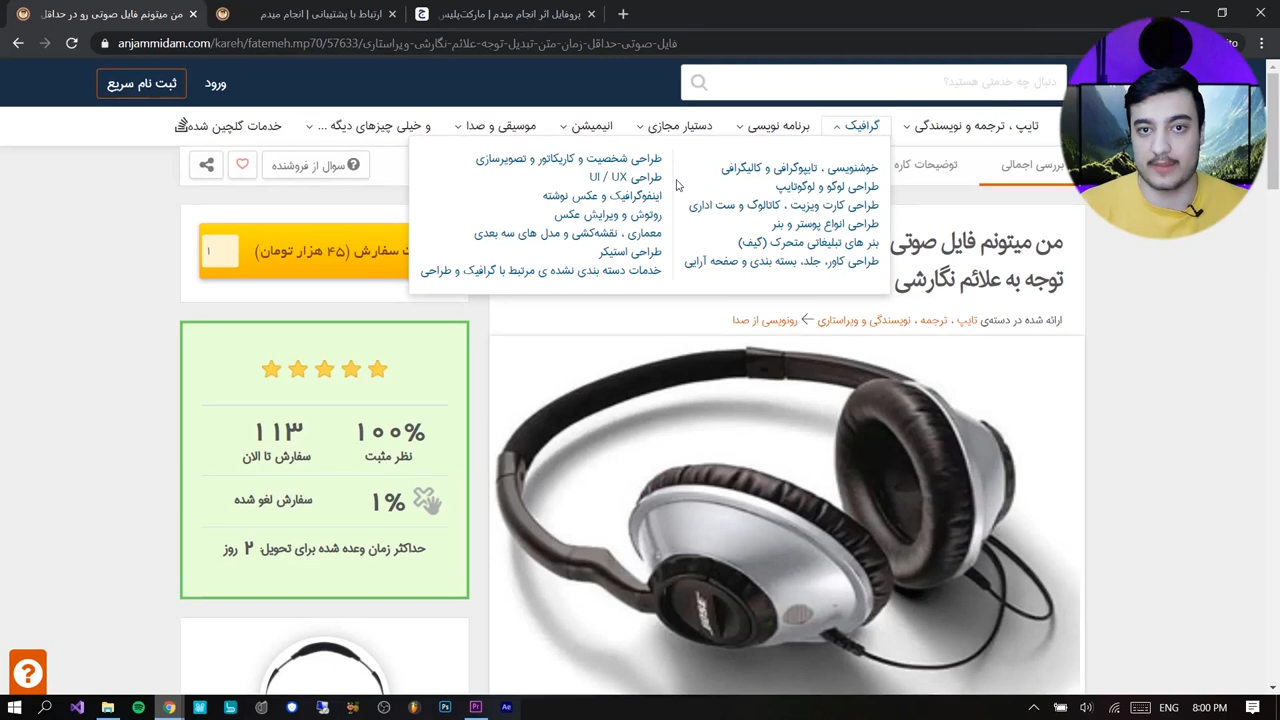 من میتونم فایل صوتی رو در حداقل
ارتباط با پشتیبانی | انجام میدم
پروفایل اثر انجام میدم | مارکت‌پلیس
anjammidam.com/kareh/fatemeh.mp70/57633/فایل-صوتی-حداقل-زمان-متن-تبدیل-توجه-علائم-نگارشی-ویراستاری
دنبال چه خدمتی هستید؟
ورود
ثبت نام سریع
تایپ ، ترجمه و نویسندگی
گرافیک
برنامه نویسی
دستیار مجازی
انیمیشن
موسیقی و صدا
و خیلی چیزهای دیگه ...
خدمات گلچین شده
بررسی اجمالی
توضیحات کاره
سوال از فروشنده
خوشنویسی ، تایپوگرافی و کالیگرافی
طراحی لوگو و لوگوتایپ
طراحی کارت ویزیت ، کاتالوگ و ست اداری
طراحی انواع پوستر و بنر
بنر های تبلیغاتی متحرک (گیف)
طراحی کاور، جلد، بسته بندی و صفحه آرایی
طراحی شخصیت و کاریکاتور و تصویرسازی
طراحی UI / UX
اینفوگرافیک و عکس نوشته
روتوش و ویرایش عکس
معماری ، نقشه‌کشی و مدل های سه بعدی
طراحی استیکر
خدمات دسته بندی نشده ی مرتبط با گرافیک و طراحی
من میتونم فایل صوتی
توجه به علائم نگارشی
ارائه شده در دسته‌ی تایپ ، ترجمه ، نویسندگی و ویراستاری ← رونویسی از صدا
سفارش (۴۵ هزار تومان)
۱
۱۰۰%
نظر مثبت
۱۱۳
سفارش تا الان
۱%
سفارش لغو شده
حداکثر زمان وعده شده برای تحویل: ۲ روز
BOSE
ENG
8:00 PM